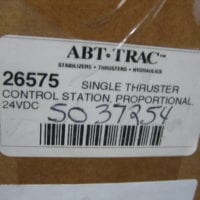 ABT·TRAC
STABILIZERS • THRUSTERS • HYDRAULICS
26575 SINGLE THRUSTER
CONTROL STATION, PROPORTIONAL,
24VDC
SO 37254